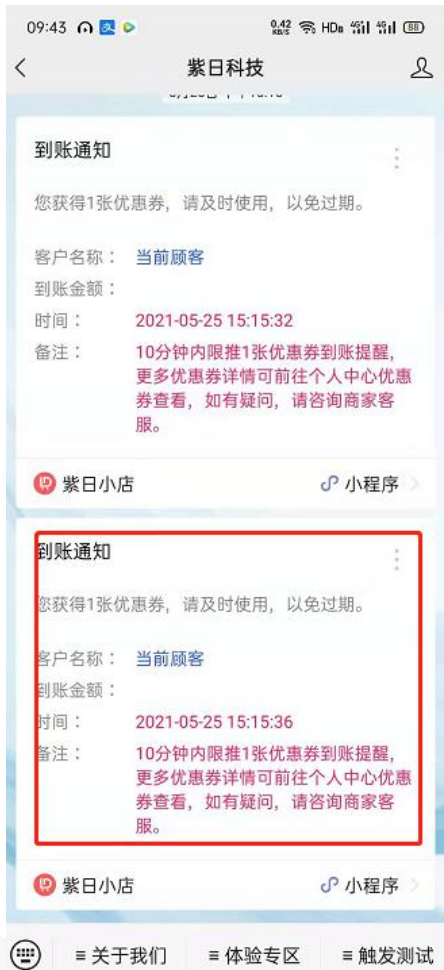 09:43
0.42 KB/S HD 4G 4G 58
紫日科技
到账通知
您获得1张优惠券，请及时使用，以免过期。
客户名称： 当前顾客
到账金额：
时间： 2021-05-25 15:15:32
备注： 10分钟内限推1张优惠券到账提醒，
更多优惠券详情可前往个人中心优惠
券查看，如有疑问，请咨询商家客
服。
紫日小店 小程序
到账通知
您获得1张优惠券，请及时使用，以免过期。
客户名称： 当前顾客
到账金额：
时间： 2021-05-25 15:15:36
备注： 10分钟内限推1张优惠券到账提醒，
更多优惠券详情可前往个人中心优惠
券查看，如有疑问，请咨询商家客
服。
紫日小店 小程序
关于我们 体验专区 触发测试